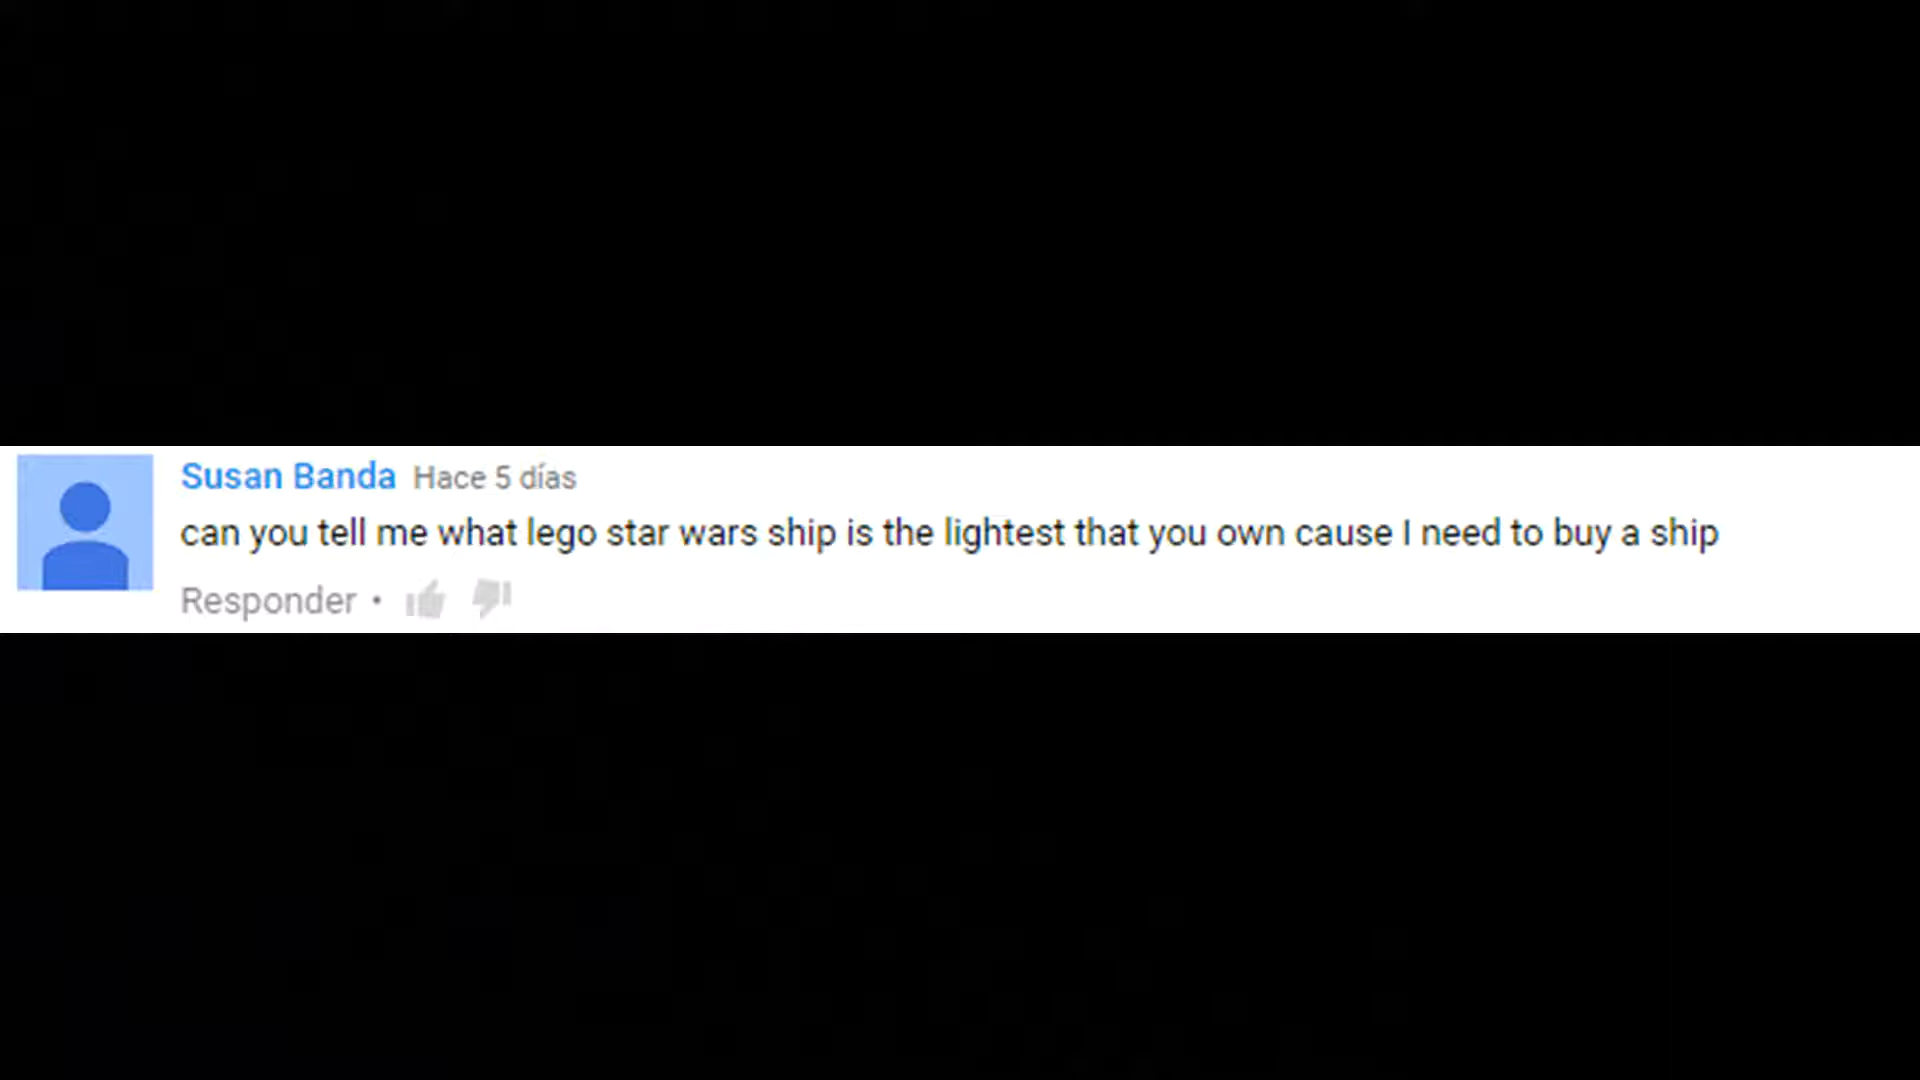 Susan Banda Hace 5 días
can you tell me what lego star wars ship is the lightest that you own cause I need to buy a ship
Responder •